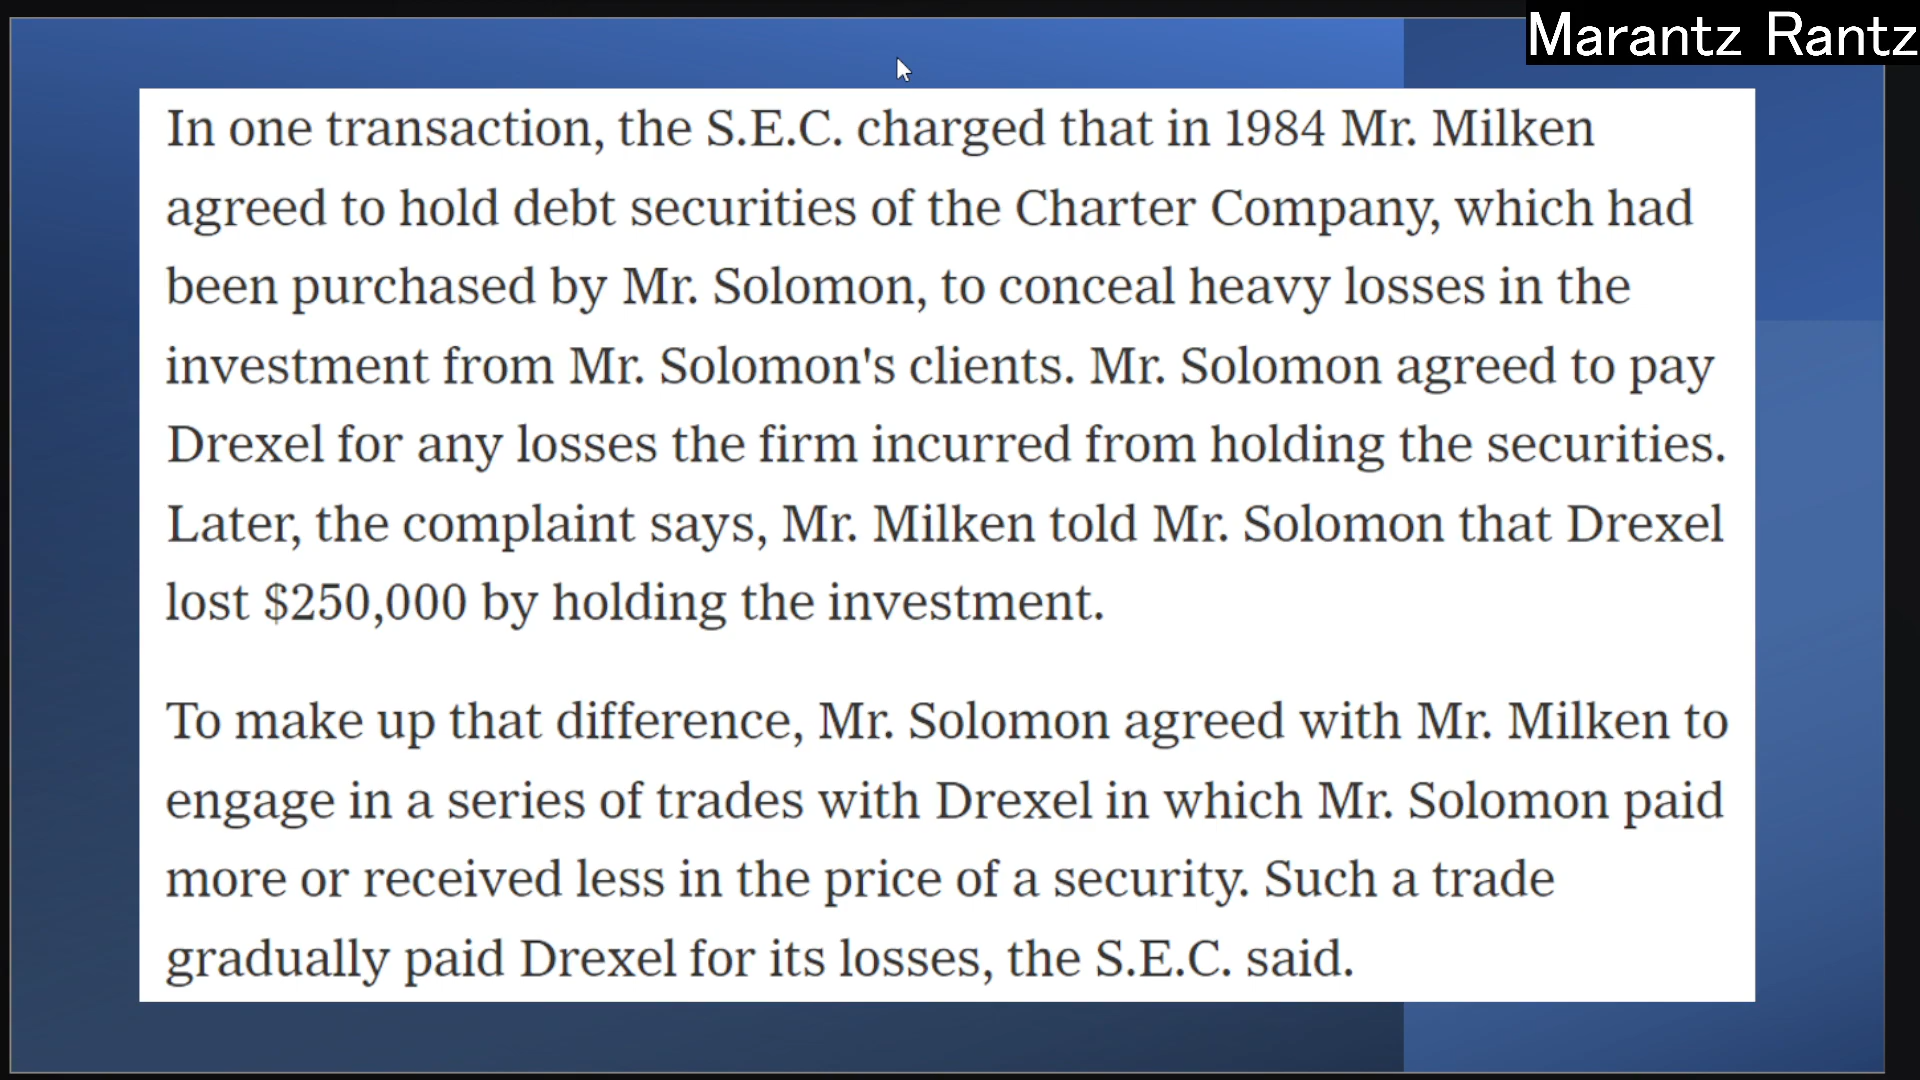 Marantz Rantz
In one transaction, the S.E.C. charged that in 1984 Mr. Milken
agreed to hold debt securities of the Charter Company, which had
been purchased by Mr. Solomon, to conceal heavy losses in the
investment from Mr. Solomon's clients. Mr. Solomon agreed to pay
Drexel for any losses the firm incurred from holding the securities.
Later, the complaint says, Mr. Milken told Mr. Solomon that Drexel
lost $250,000 by holding the investment.
To make up that difference, Mr. Solomon agreed with Mr. Milken to
engage in a series of trades with Drexel in which Mr. Solomon paid
more or received less in the price of a security. Such a trade
gradually paid Drexel for its losses, the S.E.C. said.